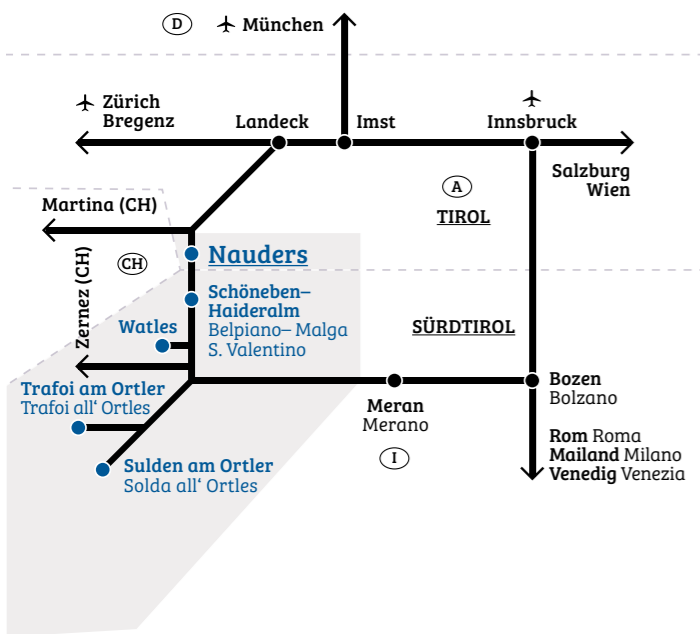 D
München
Zürich
Bregenz
Landeck
Imst
Innsbruck
Salzburg
Wien
A
TIROL
Martina (CH)
CH
Nauders
Zernez (CH)
Schöneben–
Haideralm
Belpiano– Malga
S. Valentino
Watles
SÜRDTIROL
Trafoi am Ortler
Trafoi all‘ Ortles
Meran
Merano
Bozen
Bolzano
I
Rom Roma
Mailand Milano
Venedig Venezia
Sulden am Ortler
Solda all‘ Ortles